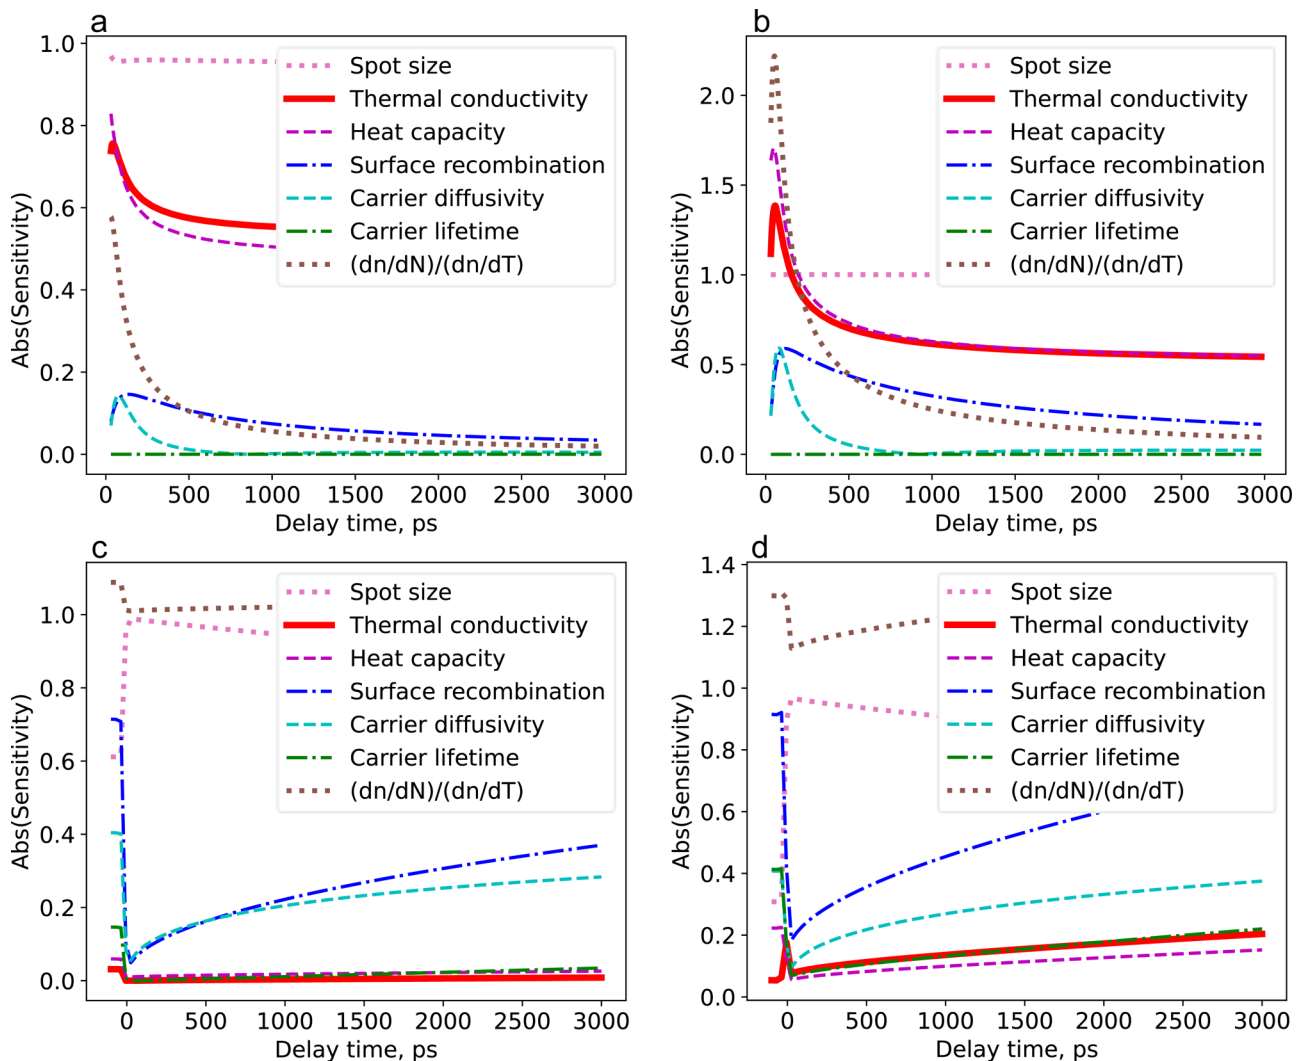 a
Abs(Sensitivity)
1.0
0.8
0.6
0.4
0.2
0.0
Spot size
Thermal conductivity
Heat capacity
Surface recombination
Carrier diffusivity
Carrier lifetime
(dn/dN)/(dn/dT)
0 500 1000 1500 2000 2500 3000
Delay time, ps
b
Abs(Sensitivity)
2.0
1.5
1.0
0.5
0.0
Spot size
Thermal conductivity
Heat capacity
Surface recombination
Carrier diffusivity
Carrier lifetime
(dn/dN)/(dn/dT)
0 500 1000 1500 2000 2500 3000
Delay time, ps
c
Abs(Sensitivity)
1.0
0.8
0.6
0.4
0.2
0.0
Spot size
Thermal conductivity
Heat capacity
Surface recombination
Carrier diffusivity
Carrier lifetime
(dn/dN)/(dn/dT)
0 500 1000 1500 2000 2500 3000
Delay time, ps
d
Abs(Sensitivity)
1.4
1.2
1.0
0.8
0.6
0.4
0.2
0.0
Spot size
Thermal conductivity
Heat capacity
Surface recombination
Carrier diffusivity
Carrier lifetime
(dn/dN)/(dn/dT)
0 500 1000 1500 2000 2500 3000
Delay time, ps